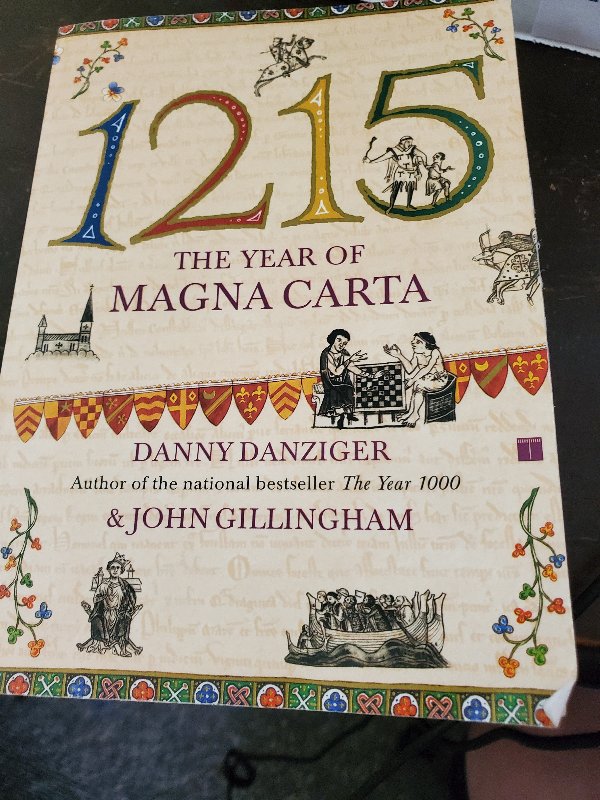 1215
THE YEAR OF
MAGNA CARTA
DANNY DANZIGER
Author of the national bestseller The Year 1000
& JOHN GILLINGHAM